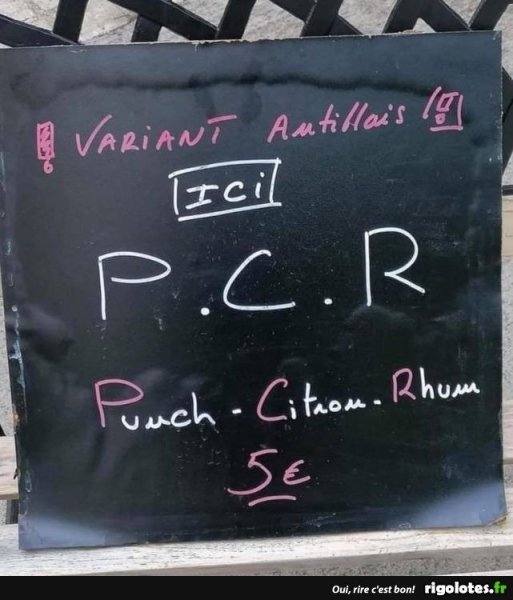 ! VARIANT Antillais !
ICi
P.C.R
Punch - Citron - Rhum
5€
Oui, rire c'est bon! rigolotes.fr